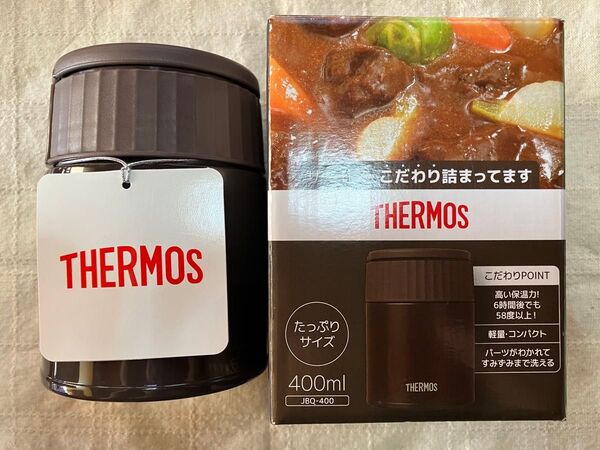 THERMOS
こだわり詰まってます
THERMOS
こだわりPOINT
高い保温力!
6時間後でも
58度以上!
軽量・コンパクト
パーツがわかれて
すみずみまで洗える
たっぷり
サイズ
400ml
JBQ-400
THERMOS